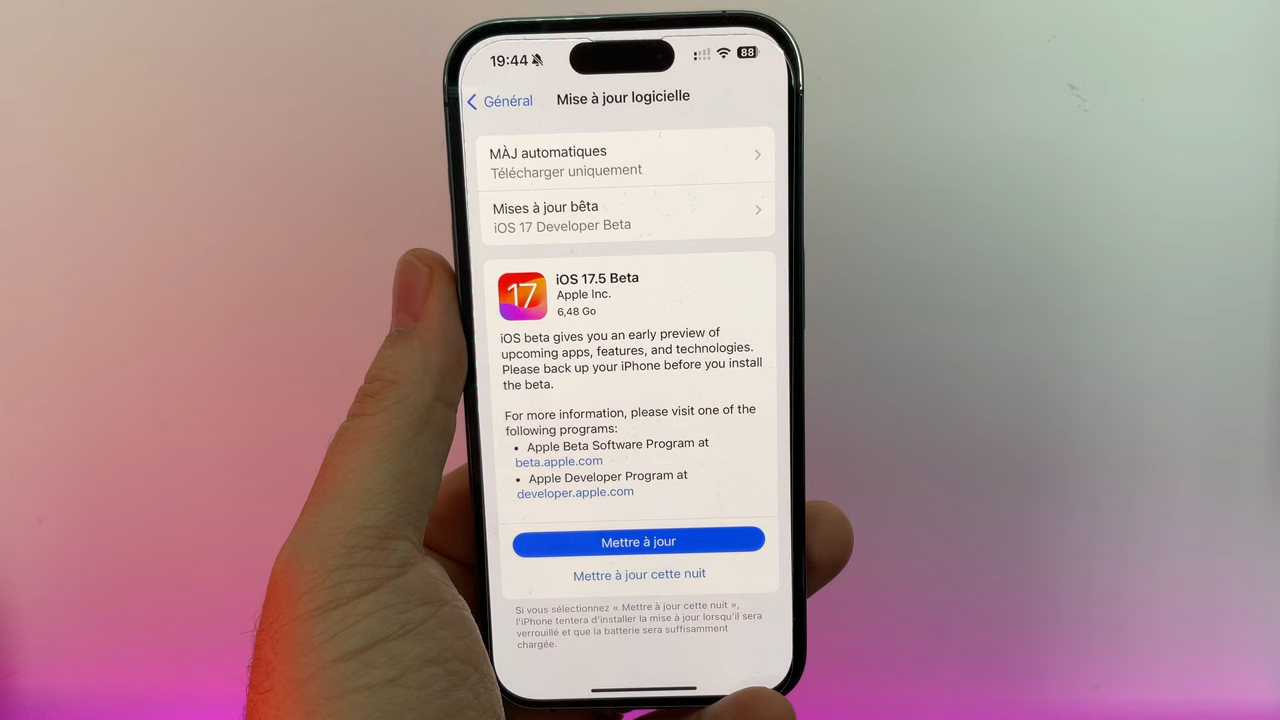 19:44
88
Général
Mise à jour logicielle
MÀJ automatiques
Télécharger uniquement
Mises à jour bêta
iOS 17 Developer Beta
17
iOS 17.5 Beta
Apple Inc.
6,48 Go
iOS beta gives you an early preview of
upcoming apps, features, and technologies.
Please back up your iPhone before you install
the beta.
For more information, please visit one of the
following programs:
• Apple Beta Software Program at
beta.apple.com
• Apple Developer Program at
developer.apple.com
Mettre à jour
Mettre à jour cette nuit
Si vous sélectionnez « Mettre à jour cette nuit »,
l'iPhone tentera d'installer la mise à jour lorsqu'il sera
verrouillé et que la batterie sera suffisamment
chargée.